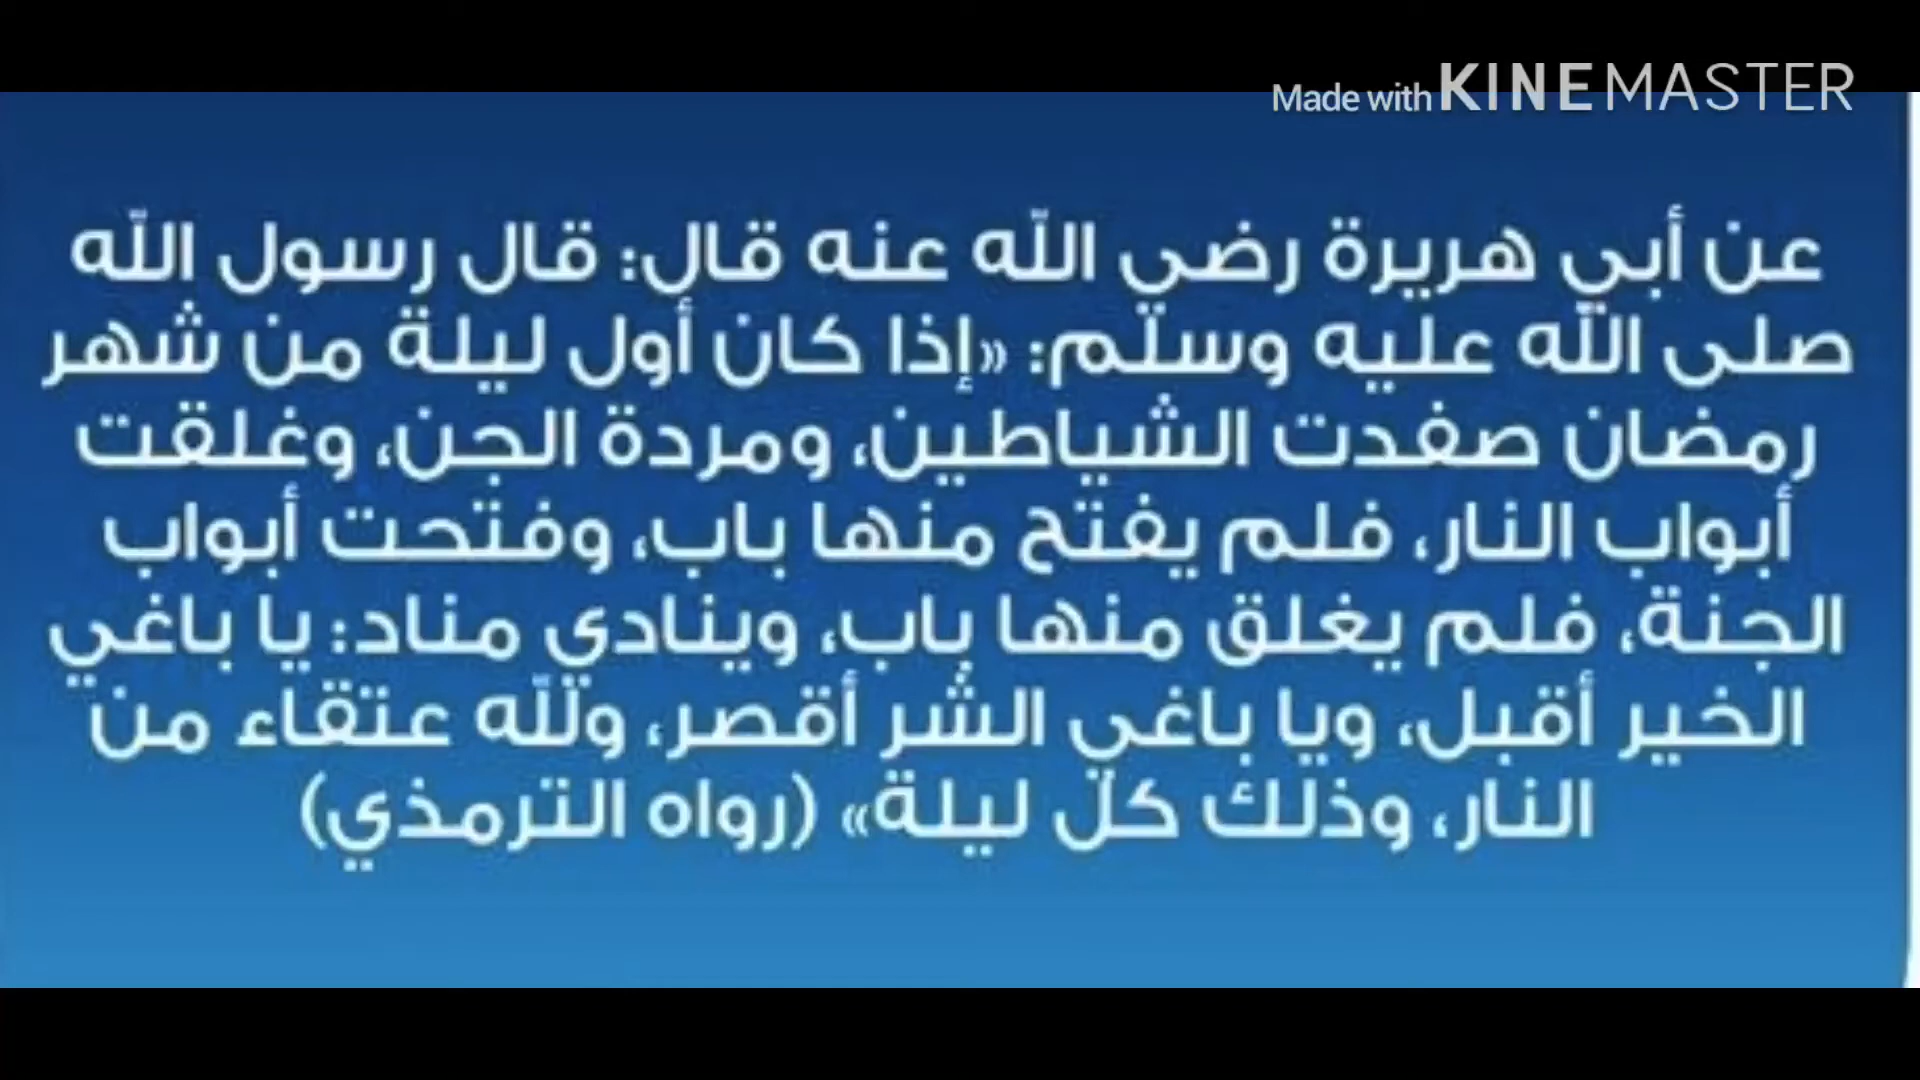 Made with KINEMASTER
عن أبي هريرة رضي الله عنه قال: قال رسول الله
صلى الله عليه وسلم: «إذا كان أول ليلة من شهر
رمضان صفدت الشياطين، ومردة الجن، وغلقت
أبواب النار، فلم يفتح منها باب، وفتحت أبواب
الجنة، فلم يغلق منها باب، وينادي مناد: يا باغي
الخير أقبل، ويا باغي الشر أقصر، ولله عتقاء من
النار، وذلك كل ليلة» (رواه الترمذي)